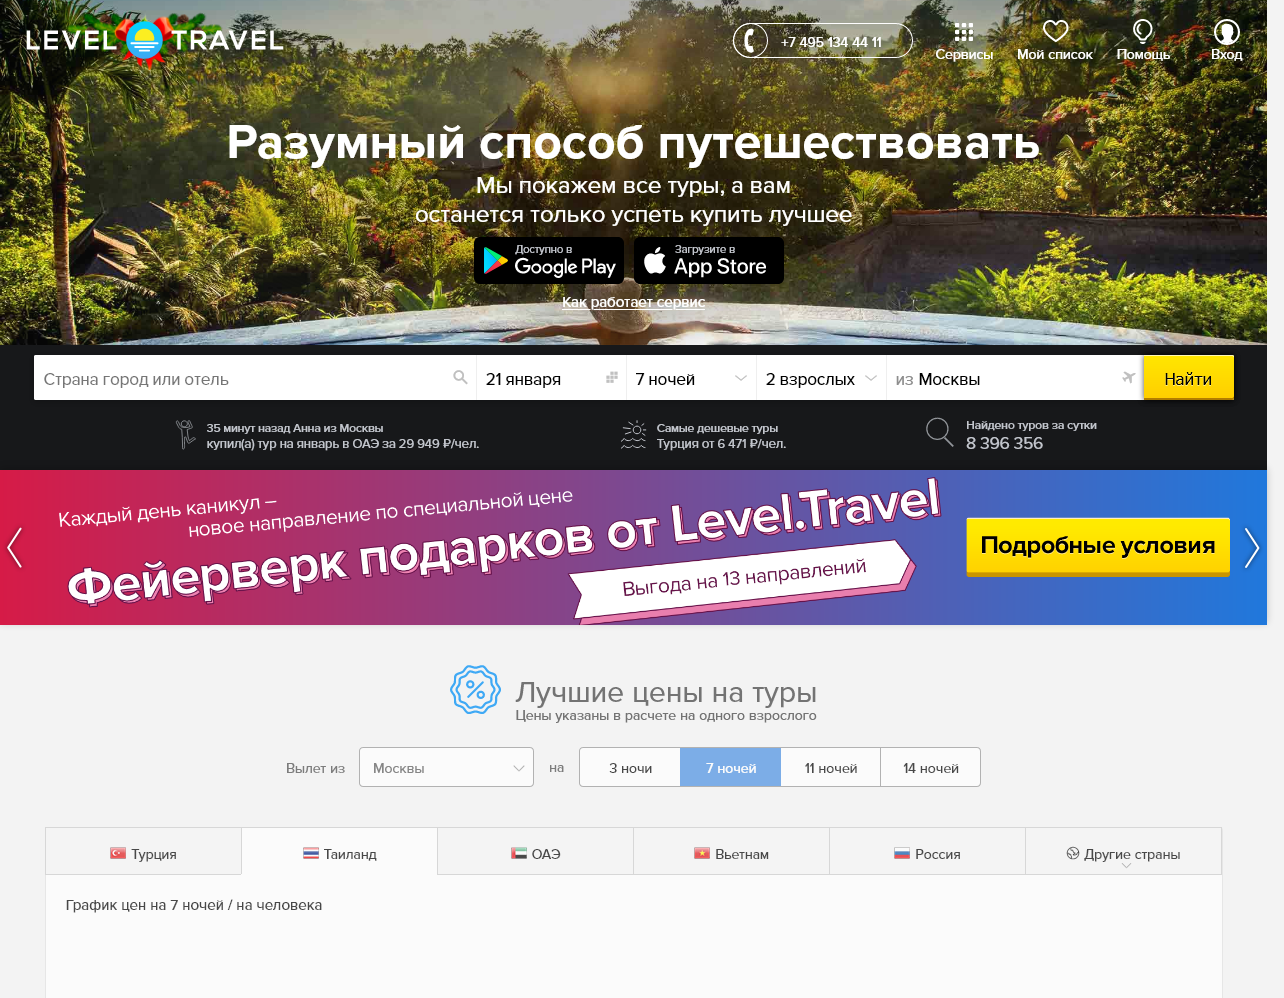 LEVEL TRAVEL
+7 495 134 44 11
Сервисы
Мой список
Помощь
Вход
Разумный способ путешествовать
Мы покажем все туры, а вам
останется только успеть купить лучшее
Доступно в
Google Play
Загрузите в
App Store
Как работает сервис
Страна город или отель
21 января
7 ночей
2 взрослых
из Москвы
Найти
35 минут назад Анна из Москвы
купил(а) тур на январь в ОАЭ за 29 949 ₽/чел.
Самые дешевые туры
Турция от 6 471 ₽/чел.
Найдено туров за сутки
8 396 356
Каждый день каникул –
новое направление по специальной цене
Фейерверк подарков от Level.Travel
Выгода на 13 направлений
Подробные условия
Лучшие цены на туры
Цены указаны в расчете на одного взрослого
Вылет из
Москвы
на
3 ночи
7 ночей
11 ночей
14 ночей
Турция
Таиланд
ОАЭ
Вьетнам
Россия
Другие страны
График цен на 7 ночей / на человека